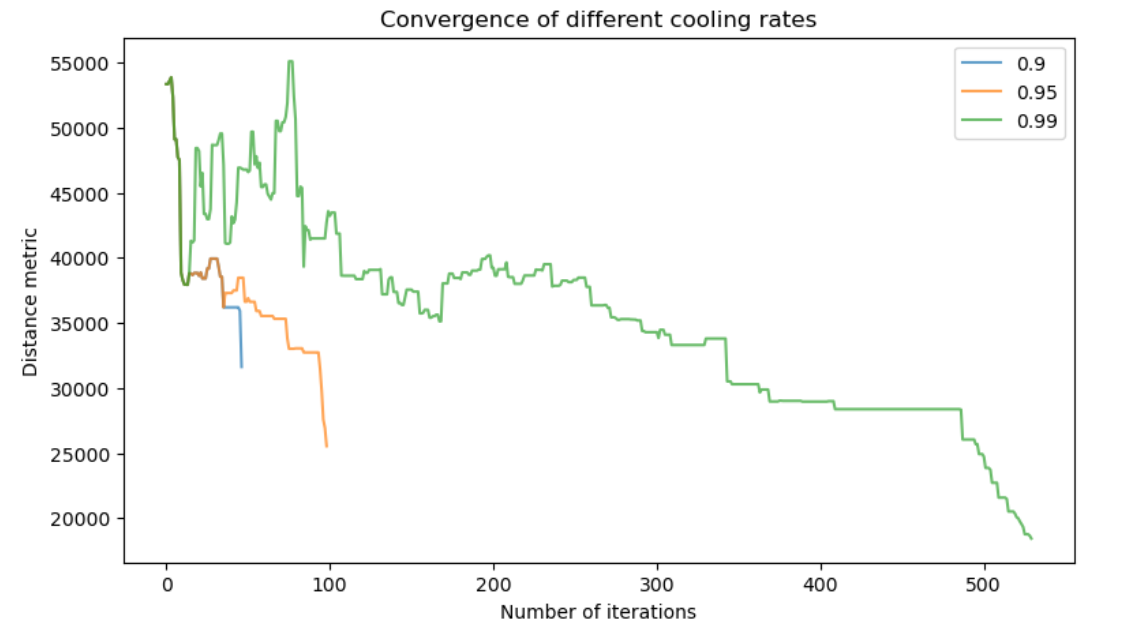 Convergence of different cooling rates
0.9
0.95
0.99
55000
50000
45000
40000
35000
30000
25000
20000
Distance metric
0 100 200 300 400 500
Number of iterations